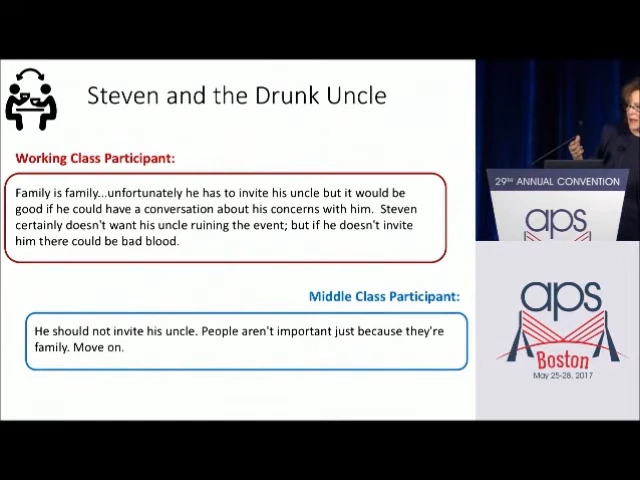 Steven and the Drunk Uncle
Working Class Participant:
Family is family...unfortunately he has to invite his uncle but it would be
good if he could have a conversation about his concerns with him. Steven
certainly doesn't want his uncle ruining the event; but if he doesn't invite
him there could be bad blood.
Middle Class Participant:
He should not invite his uncle. People aren't important just because they're
family. Move on.
29TH ANNUAL CONVENTION
aps
aps
Boston
May 25-28, 2017